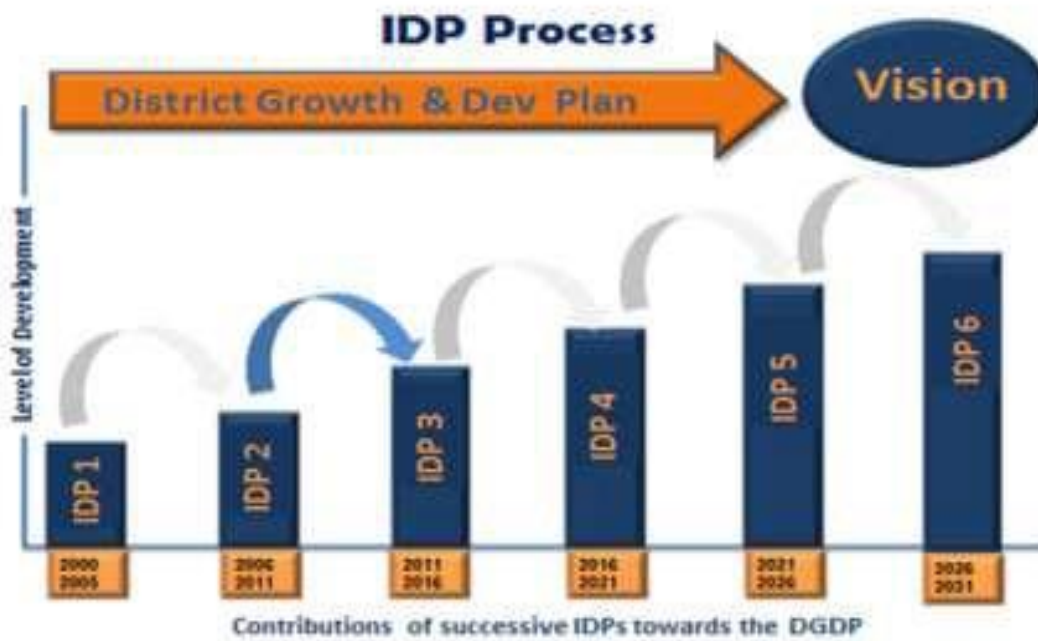 IDP Process
District Growth & Dev Plan
Vision
Level of Development
IDP 1
IDP 2
IDP 3
IDP 4
IDP 5
IDP 6
2000
2005
2006
2011
2011
2016
2016
2021
2021
2026
2026
2031
Contributions of successive IDPs towards the DGDP